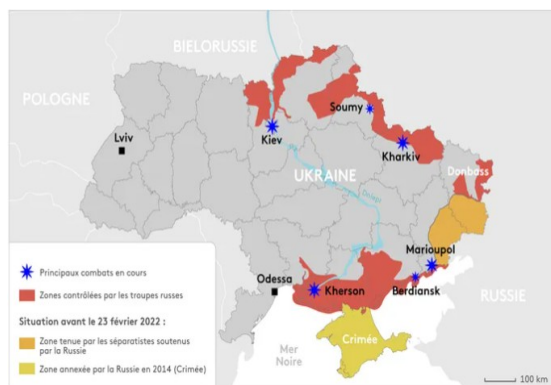 BIELORUSSIE
POLOGNE
Soumy
Lviv
Kiev
Kharkiv
UKRAINE
Donbass
Dniepr
Marioupol
Principaux combats en cours
Odessa
Kherson
Berdiansk
Zones contrôlées par les troupes russes
RUSSIE
Situation avant le 23 février 2022 :
Zone tenue par les séparatistes soutenus
par la Russie
Mer
Noire
Crimée
Zone annexée par la Russie en 2014 (Crimée)
100 km